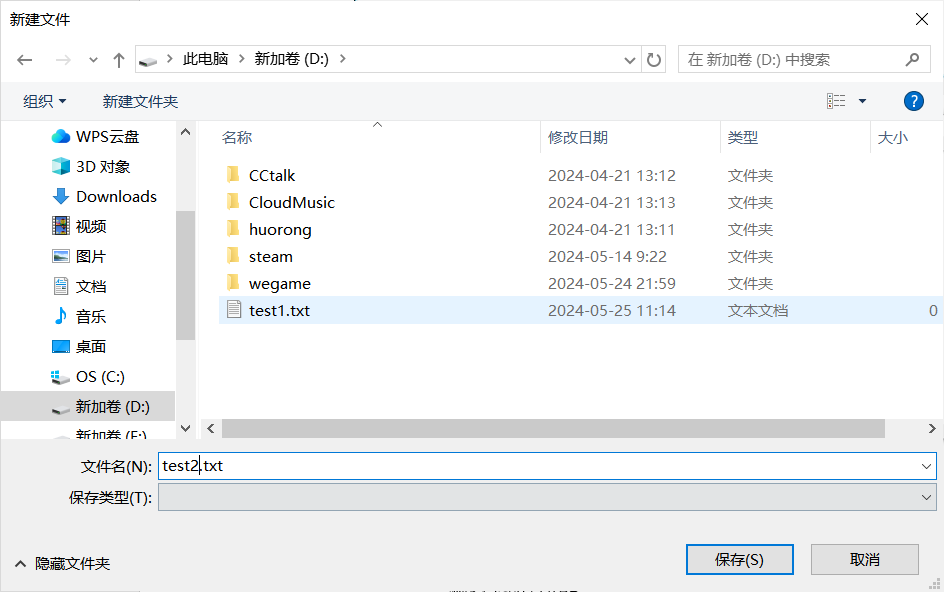 新建文件
此电脑 新加卷 (D:)
在 新加卷 (D:) 中搜索
组织 新建文件夹
?
WPS云盘
3D 对象
Downloads
视频
图片
文档
音乐
桌面
OS (C:)
新加卷 (D:)
新加卷 (E:)
名称 修改日期 类型 大小
CCtalk 2024-04-21 13:12 文件夹
CloudMusic 2024-04-21 13:13 文件夹
huorong 2024-04-21 13:11 文件夹
steam 2024-05-14 9:22 文件夹
wegame 2024-05-24 21:59 文件夹
test1.txt 2024-05-25 11:14 文本文档 0
文件名(N): test2.txt
保存类型(T):
隐藏文件夹
保存(S) 取消